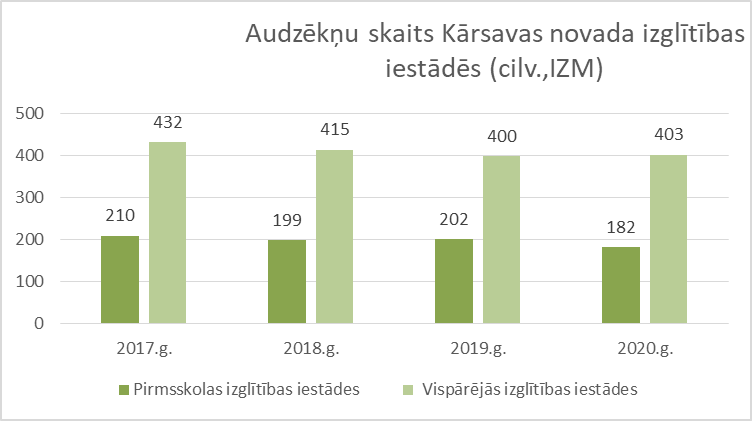 Audzēkņu skaits Kārsavas novada izglītības
iestādēs (cilv.,IZM)
500
400
300
200
100
0
432
415
400
403
210
199
202
182
2017.g.
2018.g.
2019.g.
2020.g.
Pirmsskolas izglītības iestādes
Vispārējās izglītības iestādes